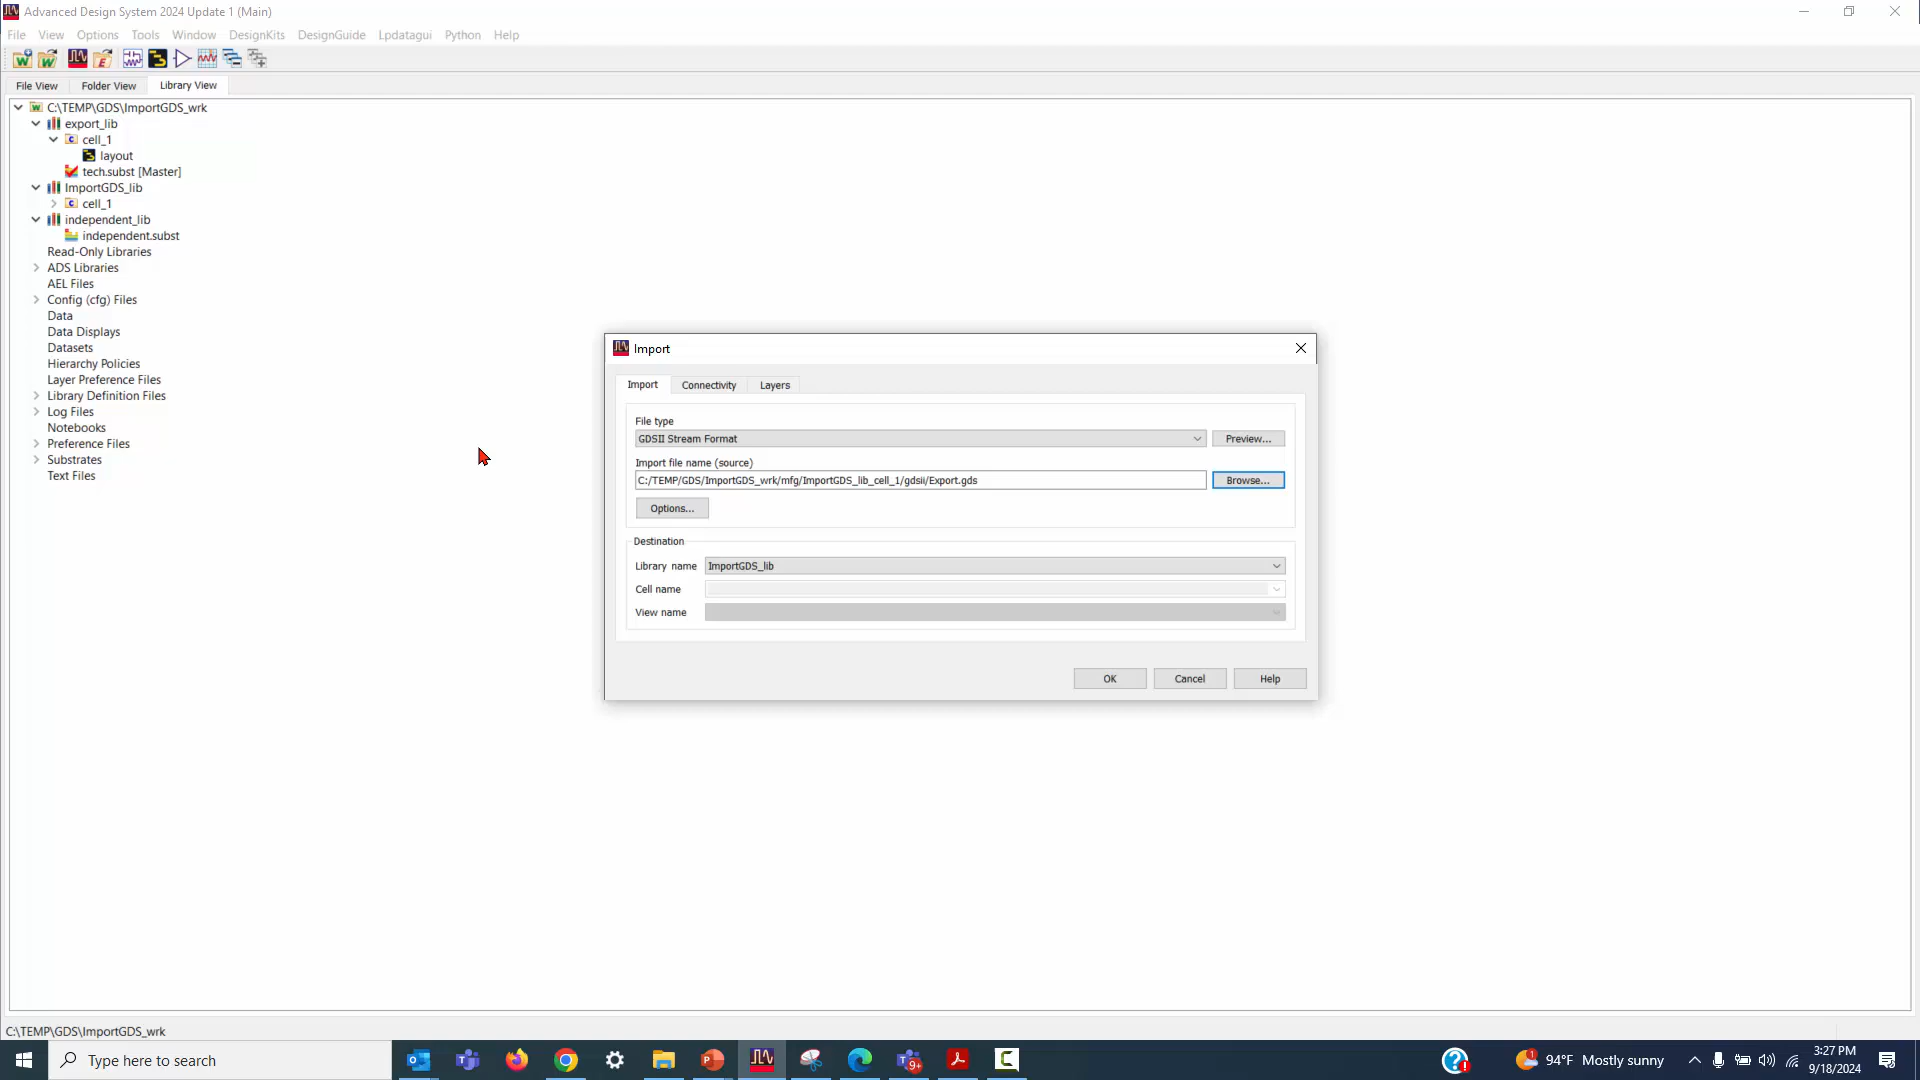 Advanced Design System 2024 Update 1 (Main)
File View Options Tools Window DesignKits DesignGuide Lpdatagui Python Help
File View Folder View Library View
C:\TEMP\GDS\ImportGDS_wrk
export_lib
cell_1
layout
tech.subst [Master]
ImportGDS_lib
cell_1
independent_lib
independent.subst
Read-Only Libraries
ADS Libraries
AEL Files
Config (cfg) Files
Data
Data Displays
Datasets
Hierarchy Policies
Layer Preference Files
Library Definition Files
Log Files
Notebooks
Preference Files
Substrates
Text Files
Import
Import Connectivity Layers
File type
GDSII Stream Format Preview...
Import file name (source)
C:/TEMP/GDS/ImportGDS_wrk/mfg/ImportGDS_lib_cell_1/gdsii/Export.gds Browse...
Options...
Destination
Library name ImportGDS_lib
Cell name
View name
OK Cancel Help
C:\TEMP\GDS\ImportGDS_wrk
Type here to search
94°F Mostly sunny
3:27 PM
9/18/2024